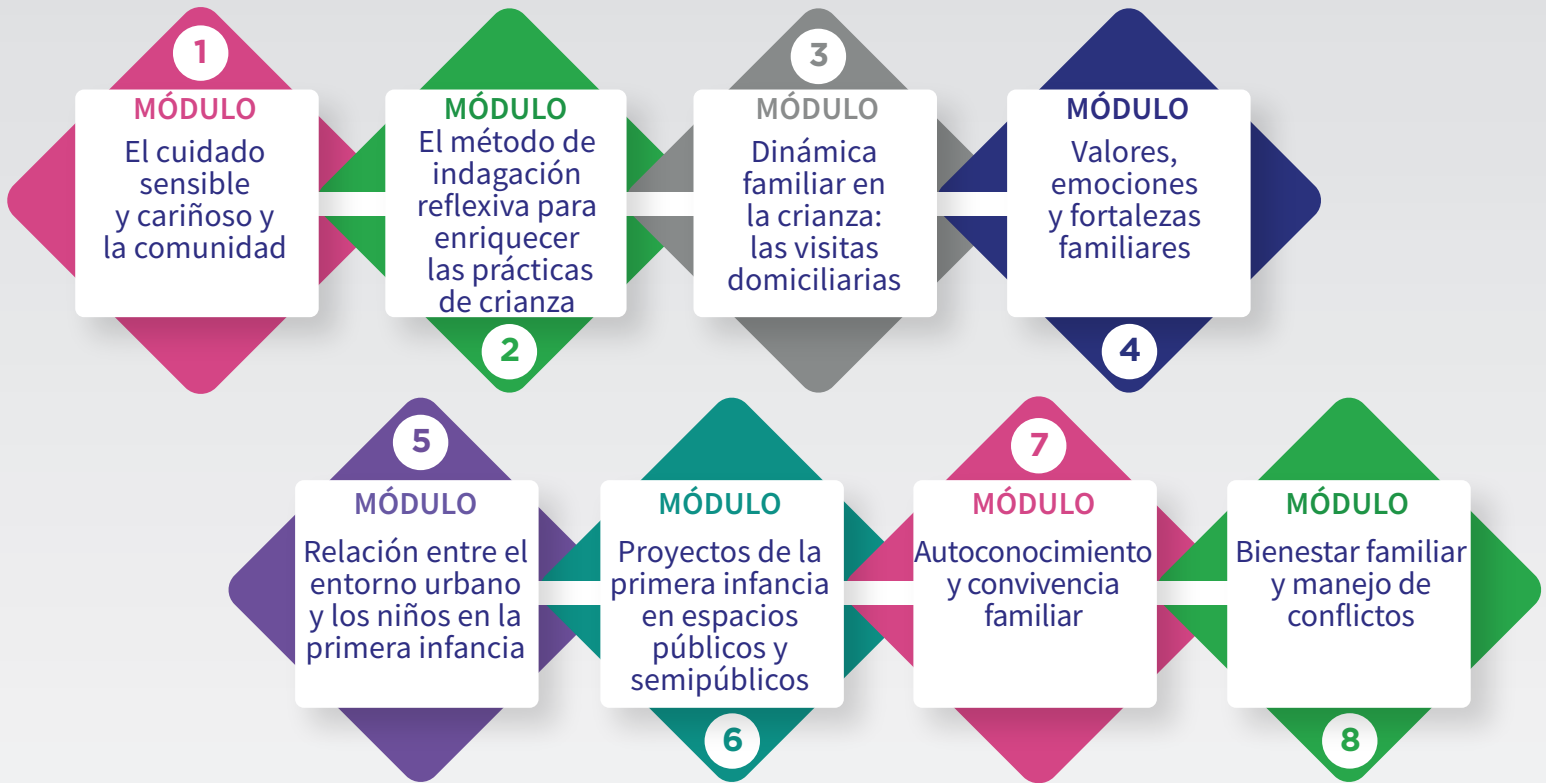 1
MÓDULO
El cuidado
sensible
y cariñoso y
la comunidad
MÓDULO
El método de
indagación
reflexiva para
enriquecer
las prácticas
de crianza
2
3
MÓDULO
Dinámica
familiar en
la crianza:
las visitas
domiciliarias
MÓDULO
Valores,
emociones
y fortalezas
familiares
4
5
MÓDULO
Relación entre el
entorno urbano
y los niños en la
primera infancia
MÓDULO
Proyectos de la
primera infancia
en espacios
públicos y
semipúblicos
6
7
MÓDULO
Autoconocimiento
y convivencia
familiar
MÓDULO
Bienestar familiar
y manejo de
conflictos
8